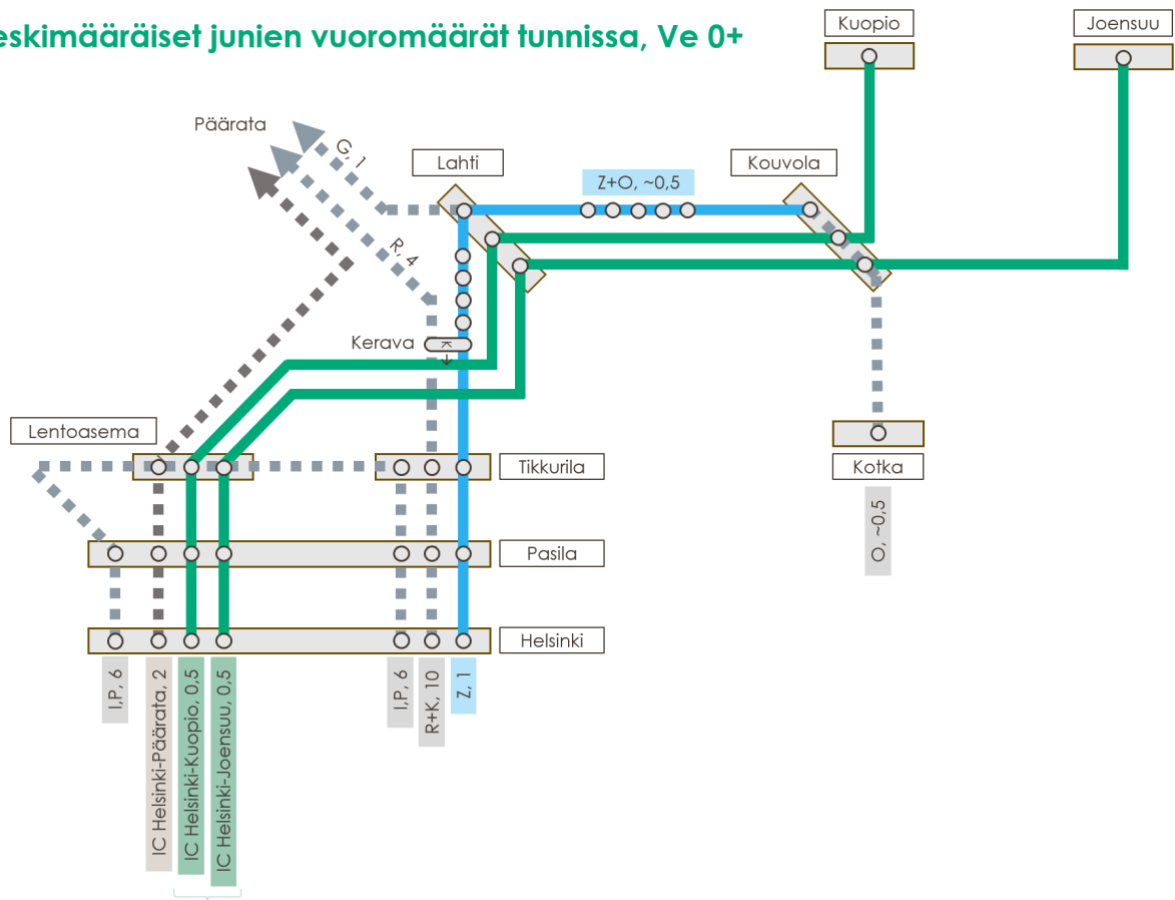 eskimääräiset junien vuoromäärät tunnissa, Ve 0+
Kuopio
Joensuu
Päärata
G, 1
Lahti
Z+O, ~0,5
Kouvola
R, 4
Kerava
K
Lentoasema
Tikkurila
Kotka
O, ~0,5
Pasila
Helsinki
I,P, 6
IC Helsinki-Päärata, 2
IC Helsinki-Kuopio, 0,5
IC Helsinki-Joensuu, 0,5
I,P, 6
R+K, 10
Z, 1